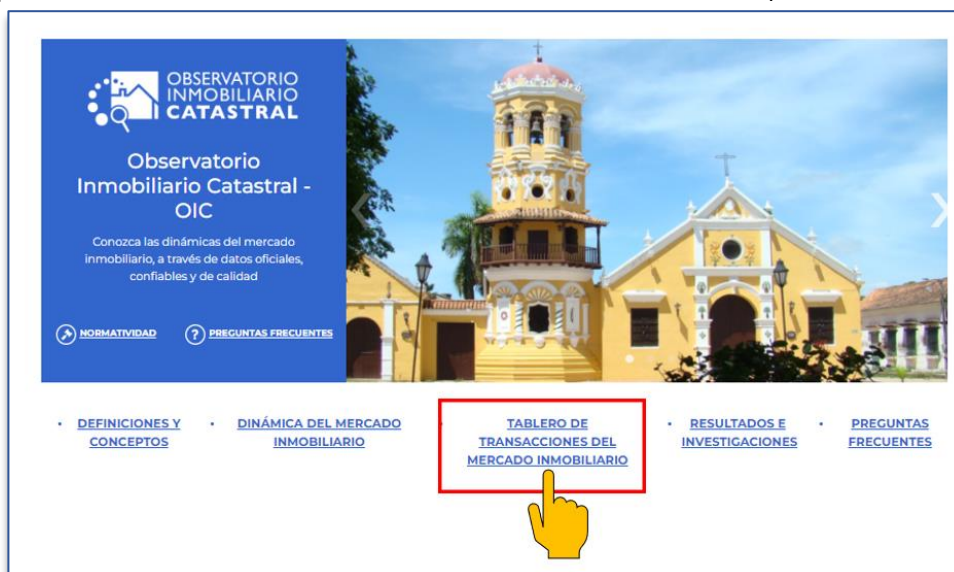 OBSERVATORIO
INMOBILIARIO
CATASTRAL
Observatorio
Inmobiliario Catastral -
OIC
Conozca las dinámicas del mercado
inmobiliario, a través de datos oficiales,
confiables y de calidad
NORMATIVIDAD
? PREGUNTAS FRECUENTES
• DEFINICIONES Y
CONCEPTOS
• DINÁMICA DEL MERCADO
INMOBILIARIO
TABLERO DE
TRANSACCIONES DEL
MERCADO INMOBILIARIO
• RESULTADOS E
INVESTIGACIONES
• PREGUNTAS
FRECUENTES